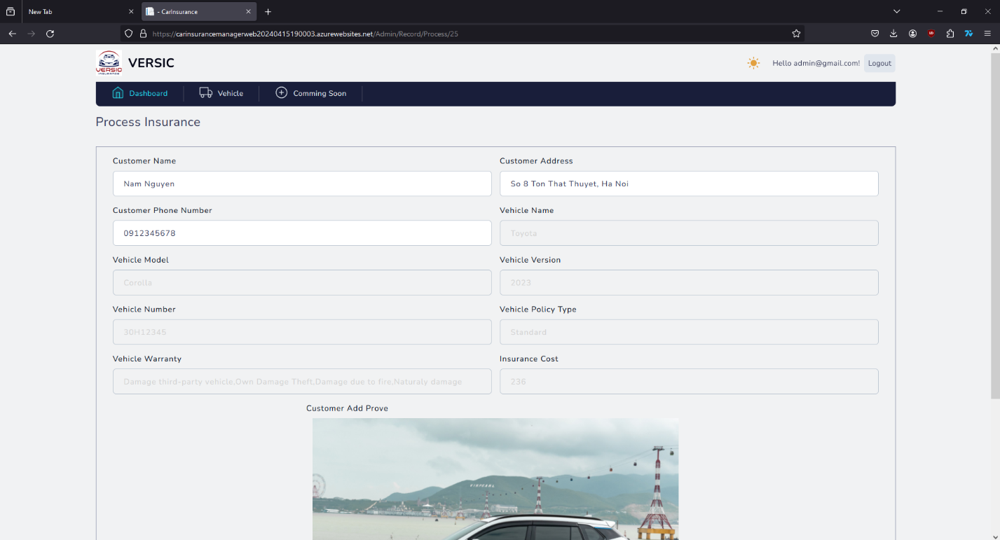 New Tab
- CarInsurance
https://carinsurancemanagerweb20240415190003.azurewebsites.net/Admin/Record/Process/25
VERSIC
INSURANCE
VERSIC
Hello admin@gmail.com!
Logout
Dashboard
Vehicle
Comming Soon
Process Insurance
Customer Name
Customer Address
Nam Nguyen
So 8 Ton That Thuyet, Ha Noi
Customer Phone Number
Vehicle Name
0912345678
Toyota
Vehicle Model
Vehicle Version
Corolla
2023
Vehicle Number
Vehicle Policy Type
30H12345
Standard
Vehicle Warranty
Insurance Cost
Damage third-party vehicle,Own Damage Theft,Damage due to fire,Naturaly damage
236
Customer Add Prove
VINPEARL